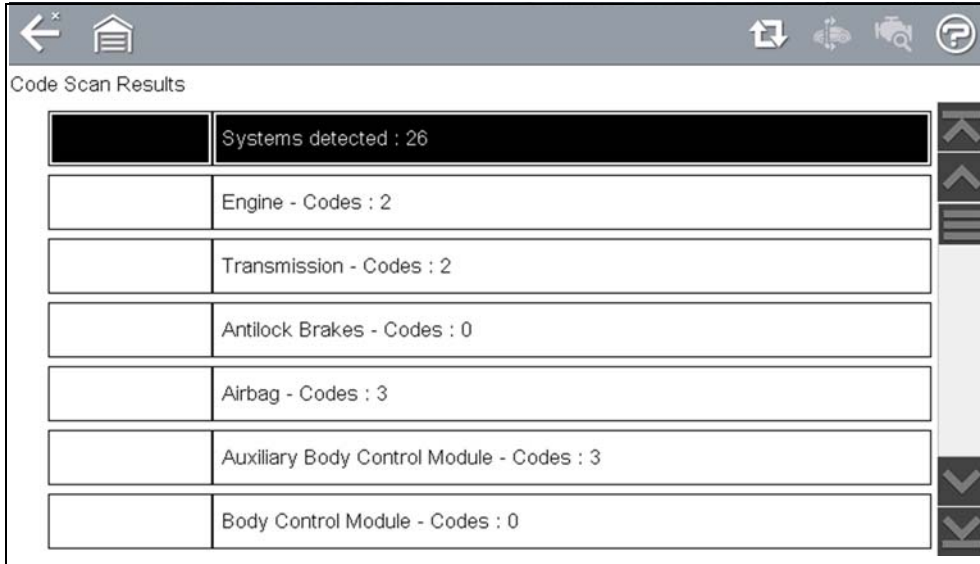 Code Scan Results
Systems detected : 26
Engine - Codes : 2
Transmission - Codes : 2
Antilock Brakes - Codes : 0
Airbag - Codes : 3
Auxiliary Body Control Module - Codes : 3
Body Control Module - Codes : 0